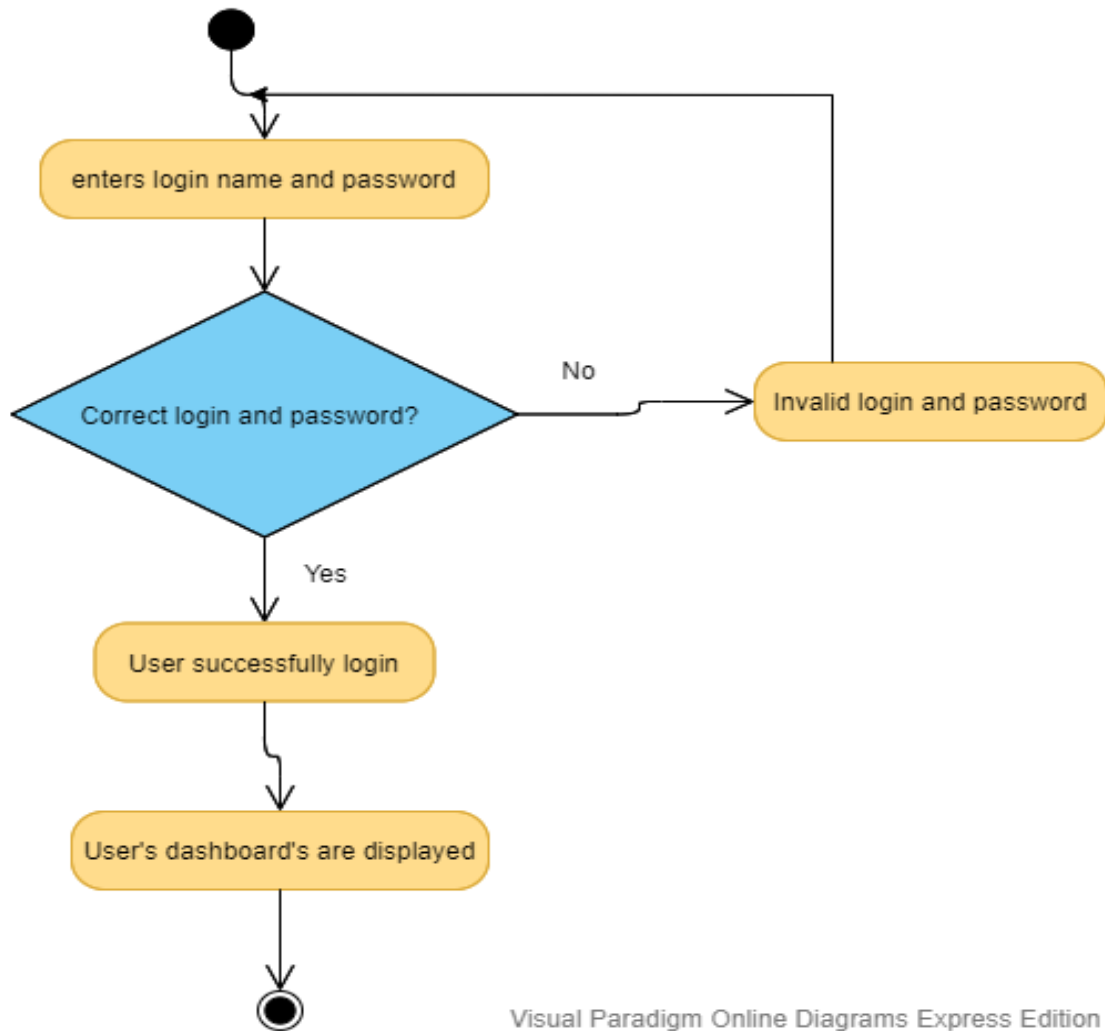 enters login name and password
No
Correct login and password?
Invalid login and password
Yes
User successfully login
User's dashboard's are displayed
Visual Paradigm Online Diagrams Express Edition